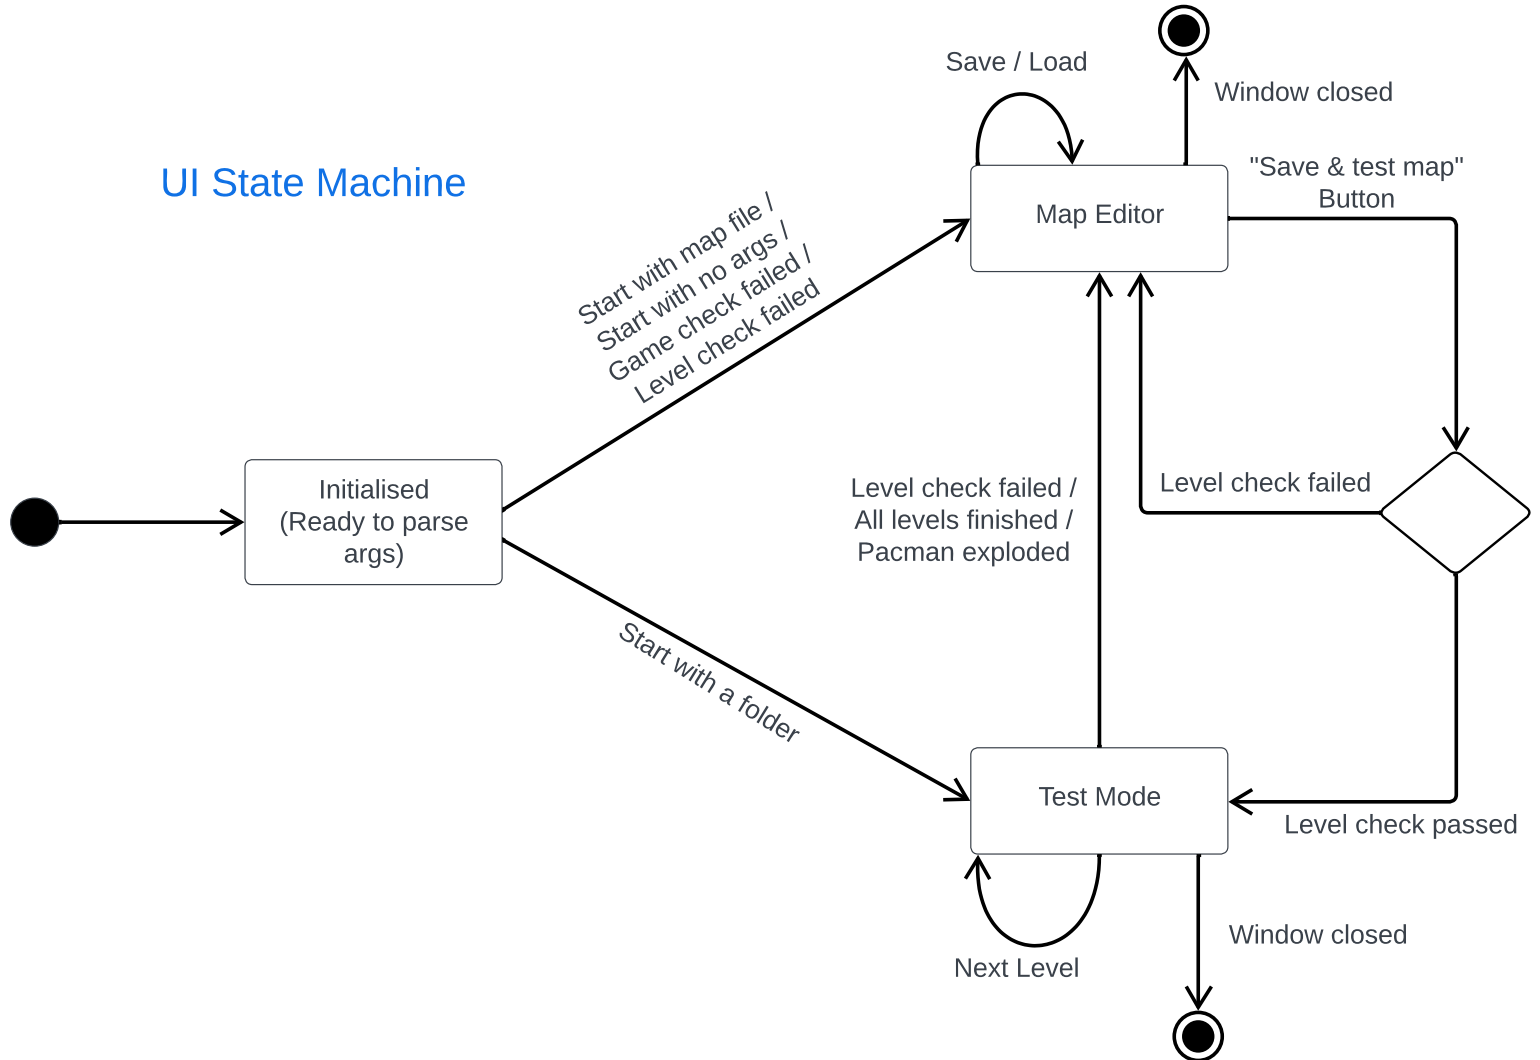 Save / Load
Window closed
UI State Machine
"Save & test map"
Button
Map Editor
Start with map file /
Start with no args /
Game check failed /
Level check failed
Initialised
(Ready to parse
args)
Level check failed /
All levels finished /
Pacman exploded
Level check failed
Start with a folder
Test Mode
Level check passed
Window closed
Next Level